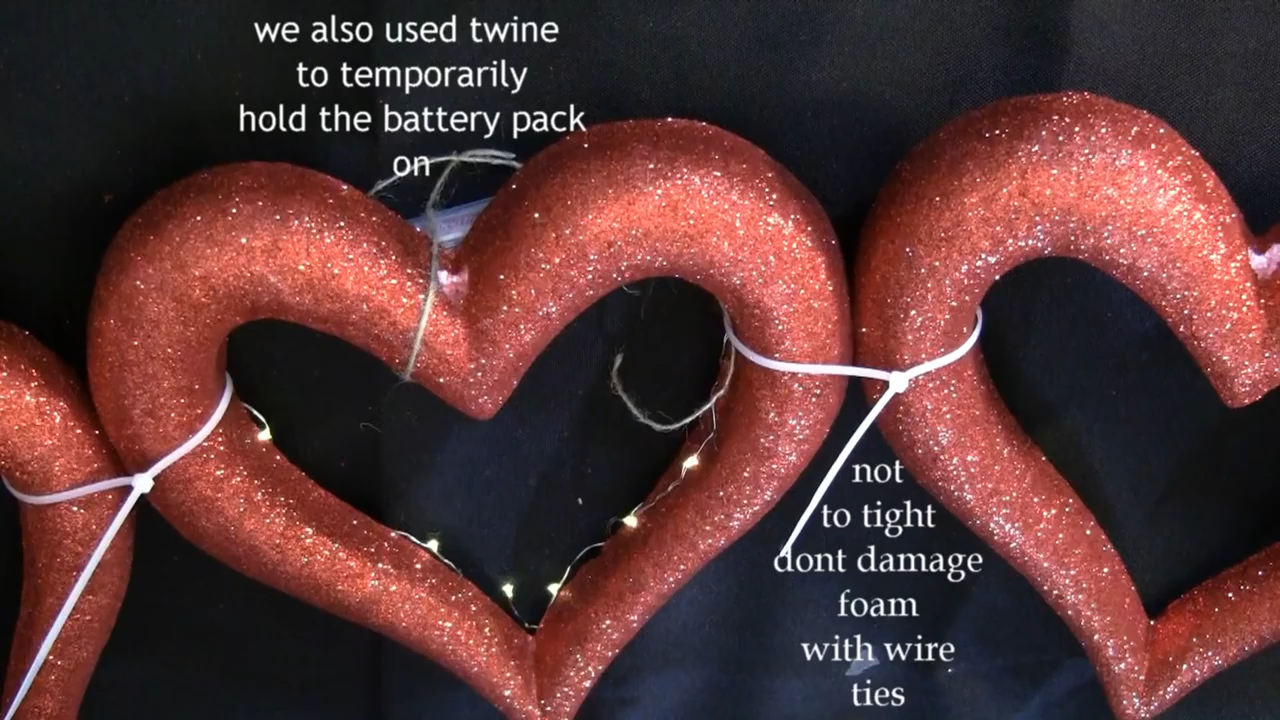 we also used twine
to temporarily
hold the battery pack
on
not
to tight
dont damage
foam
with wire
ties